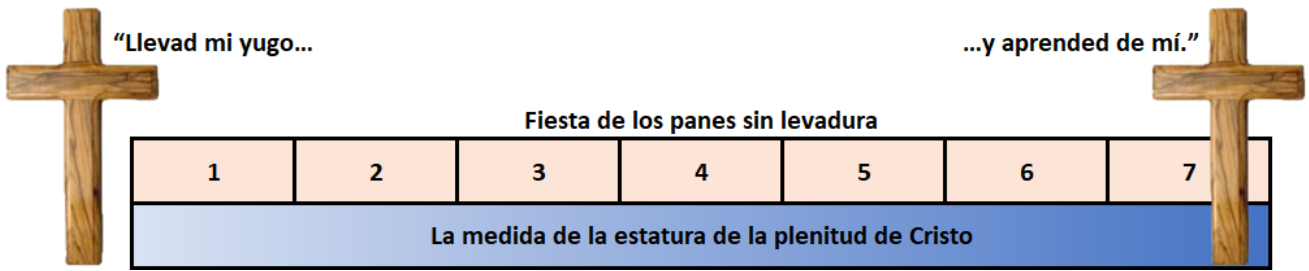 “Llevad mi yugo... ...y aprended de mí.”
Fiesta de los panes sin levadura
1 2 3 4 5 6 7
La medida de la estatura de la plenitud de Cristo